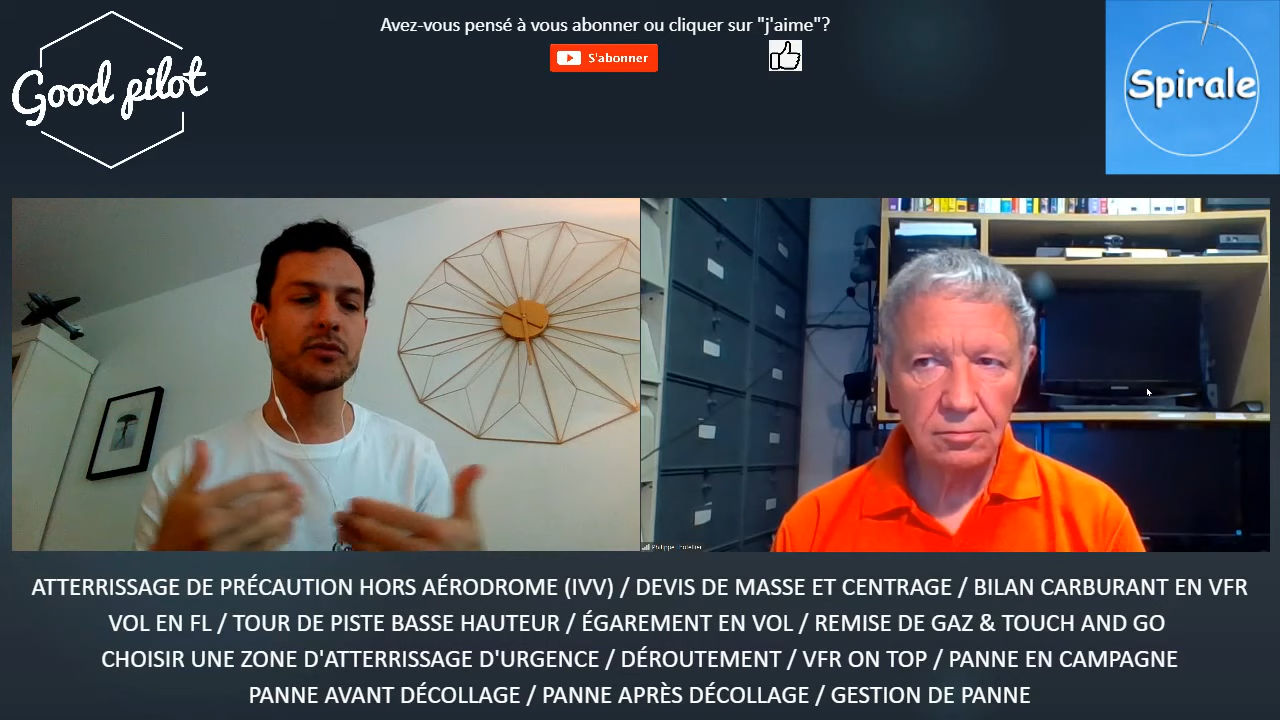 Avez-vous pensé à vous abonner ou cliquer sur "j'aime"?
S'abonner
Good pilot
Spirale
ATTERRISSAGE DE PRÉCAUTION HORS AÉRODROME (IVV) / DEVIS DE MASSE ET CENTRAGE / BILAN CARBURANT EN VFR
VOL EN FL / TOUR DE PISTE BASSE HAUTEUR / ÉGAREMENT EN VOL / REMISE DE GAZ & TOUCH AND GO
CHOISIR UNE ZONE D'ATTERRISSAGE D'URGENCE / DÉROUTEMENT / VFR ON TOP / PANNE EN CAMPAGNE
PANNE AVANT DÉCOLLAGE / PANNE APRÈS DÉCOLLAGE / GESTION DE PANNE